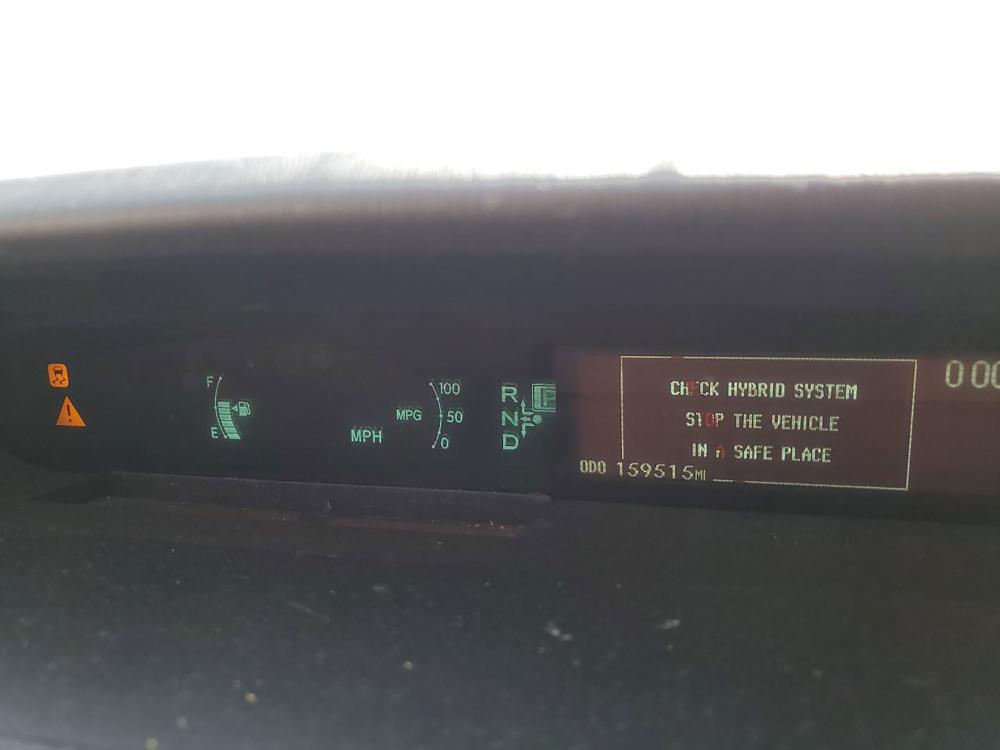 F
E
MPH
MPG
100
50
0
R
N
D
P
CHECK HYBRID SYSTEM
STOP THE VEHICLE
IN A SAFE PLACE
ODO 159515MI